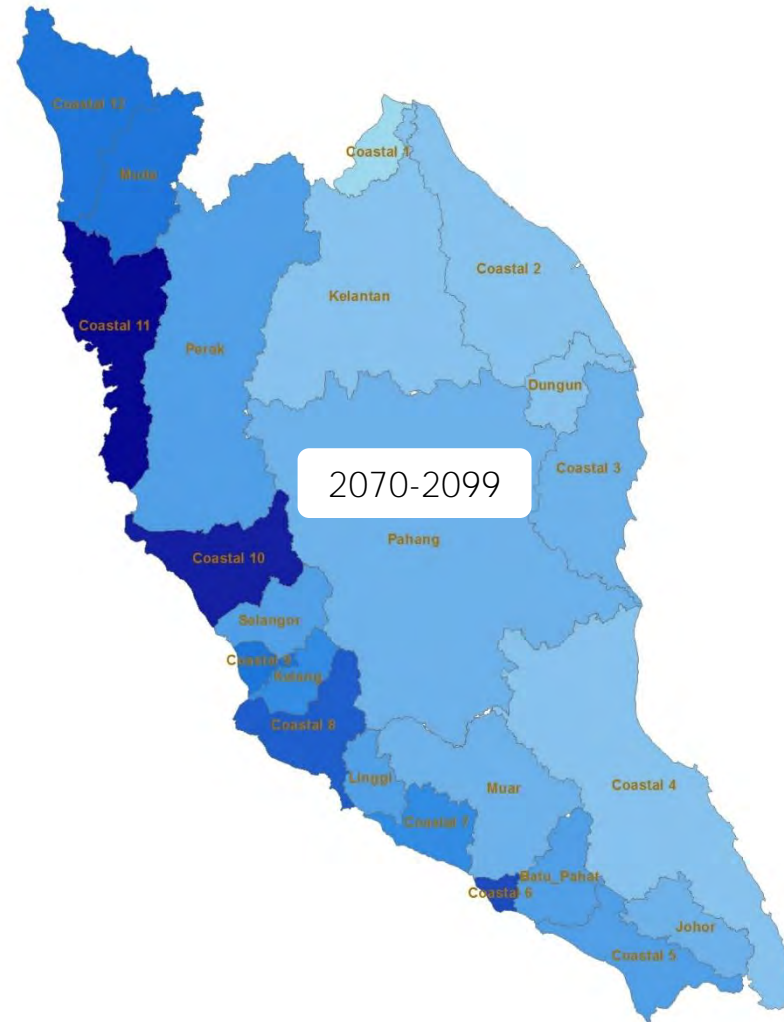 Coastal 12
Muda
Coastal 1
Coastal 2
Kelantan
Coastal 11
Perak
Dungun
Coastal 3
2070-2099
Pahang
Coastal 10
Selangor
Coastal 9
Kelang
Coastal 8
Linggi
Muar
Coastal 4
Coastal 7
Batu_Pahat
Coastal 6
Johor
Coastal 5